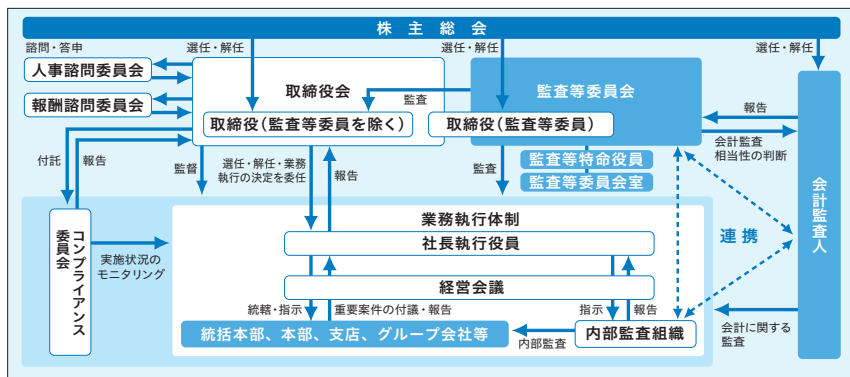 株主総会
諮問・答申
選任・解任
選任・解任
選任・解任
人事諮問委員会
報酬諮問委員会
取締役会
監査
監査等委員会
取締役（監査等委員を除く）
取締役（監査等委員）
報告
会計監査
相当性の判断
付託
報告
監督
選任・解任・業務
執行の決定を委任
報告
監査
監査等特命役員
監査等委員会室
会計監査人
コンプライアンス
委員会
実施状況の
モニタリング
業務執行体制
社長執行役員
経営会議
連携
統轄・指示
重要案件の付議・報告
指示
報告
統括本部、本部、支店、グループ会社等
内部監査
内部監査組織
会計に関する
監査